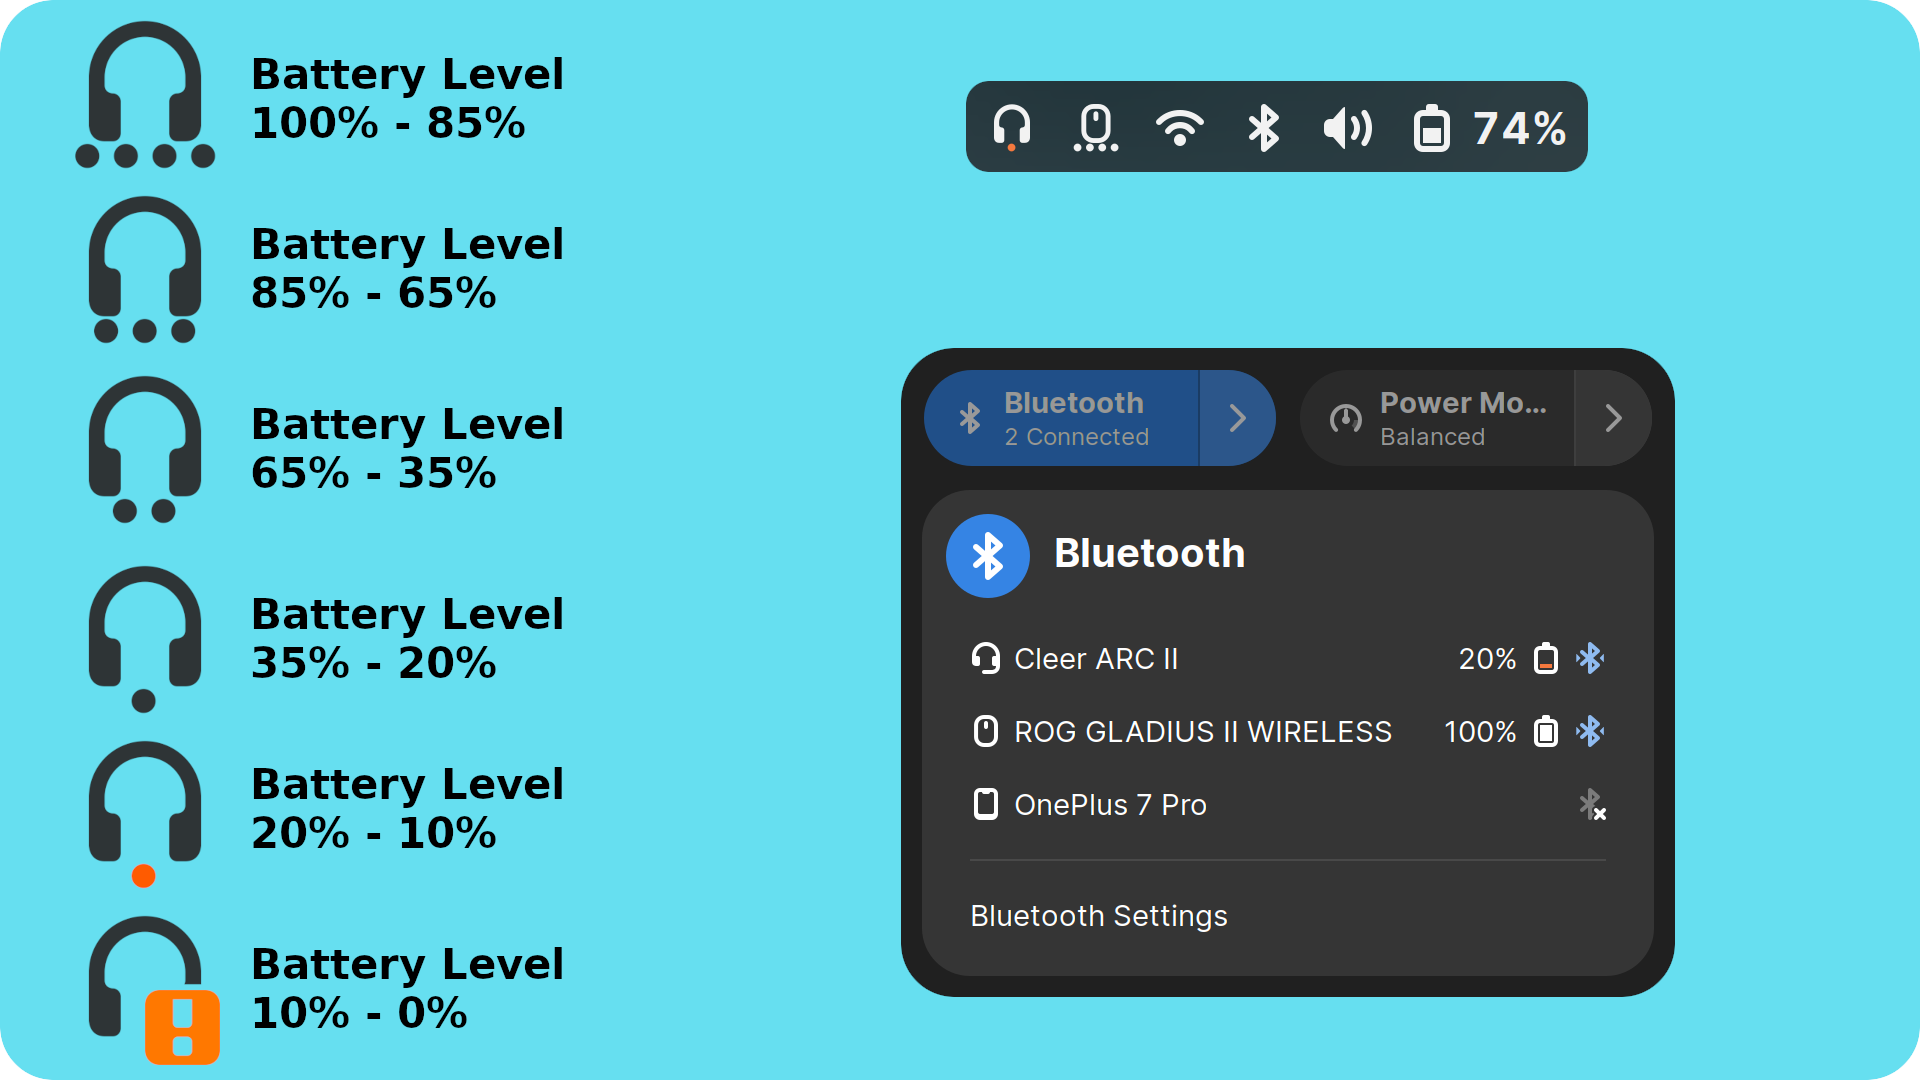 Battery Level
100% - 85%
Battery Level
85% - 65%
Battery Level
65% - 35%
Battery Level
35% - 20%
Battery Level
20% - 10%
Battery Level
10% - 0%
74%
Bluetooth
2 Connected
Power Mo...
Balanced
Bluetooth
Cleer ARC II 20%
ROG GLADIUS II WIRELESS 100%
OnePlus 7 Pro
Bluetooth Settings